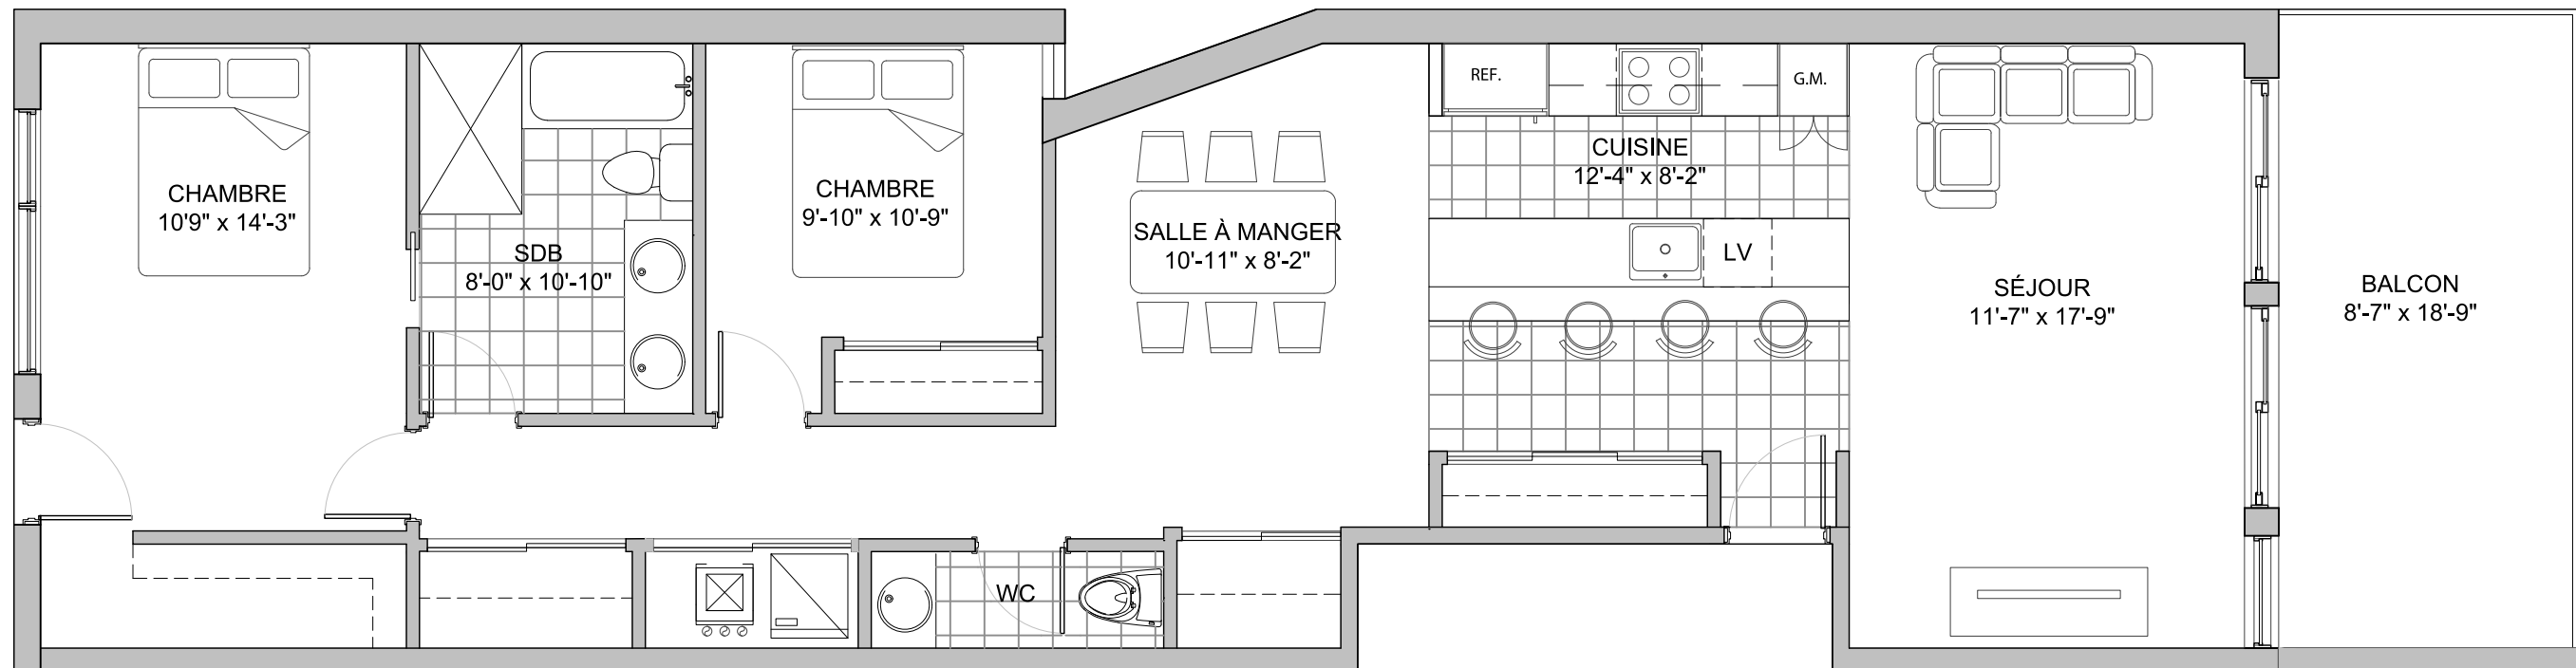 CHAMBRE
10'9" x 14'-3"
SDB
8'-0" x 10'-10"
CHAMBRE
9'-10" x 10'-9"
SALLE À MANGER
10'-11" x 8'-2"
REF.
G.M.
CUISINE
12'-4" x 8'-2"
LV
SÉJOUR
11'-7" x 17'-9"
BALCON
8'-7" x 18'-9"
WC